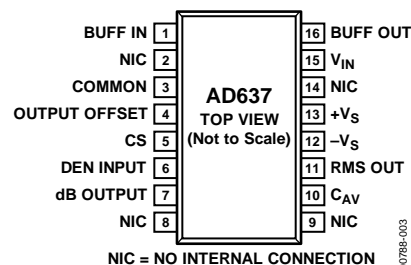 BUFF IN 1
NIC 2
COMMON 3
OUTPUT OFFSET 4
CS 5
DEN INPUT 6
dB OUTPUT 7
NIC 8
AD637
TOP VIEW
(Not to Scale)
16 BUFF OUT
15 VIN
14 NIC
13 +VS
12 –VS
11 RMS OUT
10 CAV
9 NIC
NIC = NO INTERNAL CONNECTION
0788-003